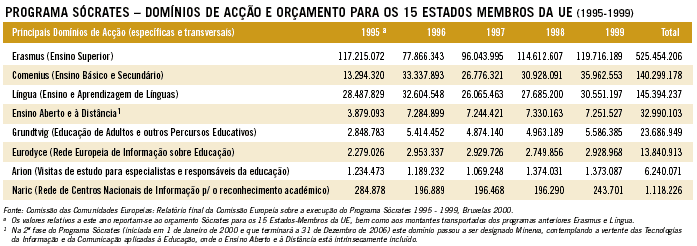 PROGRAMA SÓCRATES – DOMÍNIOS DE ACÇÃO E ORÇAMENTO PARA OS 15 ESTADOS MEMBROS DA UE (1995-1999)
Principais Domínios de Acção (específicas e transversais) 1995 ª 1996 1997 1998 1999 Total
Erasmus (Ensino Superior) 117.215.072 77.866.343 96.043.995 114.612.607 119.716.189 525.454.206
Comenius (Ensino Básico e Secundário) 13.294.320 33.337.893 26.776.321 30.928.091 35.962.553 140.299.178
Língua (Ensino e Aprendizagem de Línguas) 28.487.829 32.604.548 26.065.463 27.685.200 30.551.197 145.394.237
Ensino Aberto e à Distância¹ 3.879.093 7.284.899 7.244.421 7.330.163 7.251.527 32.990.103
Grundtvig (Educação de Adultos e outros Percursos Educativos) 2.848.783 5.414.452 4.874.140 4.963.189 5.586.385 23.686.949
Eurodyce (Rede Europeia de Informação sobre Educação) 2.279.026 2.953.337 2.929.726 2.749.856 2.928.968 13.840.913
Arion (Visitas de estudo para especialistas e responsáveis da educação) 1.234.473 1.189.232 1.069.248 1.374.031 1.373.087 6.240.071
Naric (Rede de Centros Nacionais de Informação p/ o reconhecimento académico) 284.878 196.889 196.468 196.290 243.701 1.118.226
Fonte: Comissão das Comunidades Europeias: Relatório final da Comissão Europeia sobre a execução do Programa Sócrates 1995 - 1999, Bruxelas 2000.
ª Os valores relativos a este ano reportam-se ao orçamento Sócrates para os 15 Estados-Membros da UE, bem como aos montantes transportados dos programas anteriores Erasmus e Língua.
¹ Na 2ª fase do Programa Sócrates (iniciada em 1 de Janeiro de 2000 e que terminará a 31 de Dezembro de 2006) este domínio passou a ser designado Minerva, contemplando a vertente das Tecnologias
da Informação e da Comunicação aplicadas à Educação, onde o Ensino Aberto e à Distância está intrinsecamente incluído.